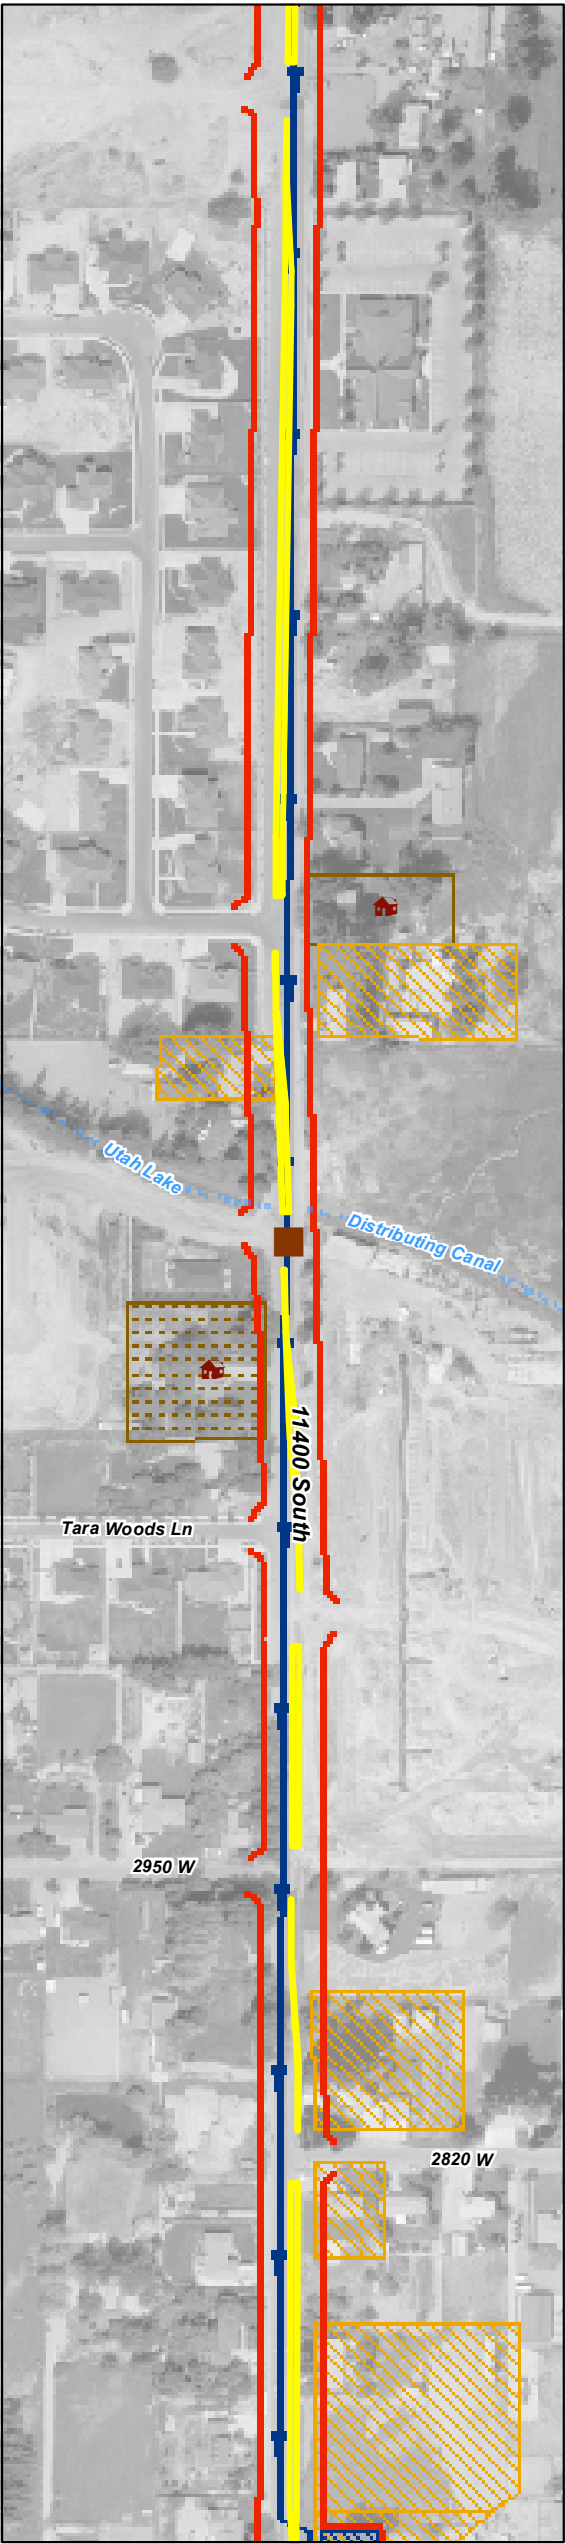 Utah Lake
Distributing Canal
11400 South
Tara Woods Ln
2950 W
2820 W